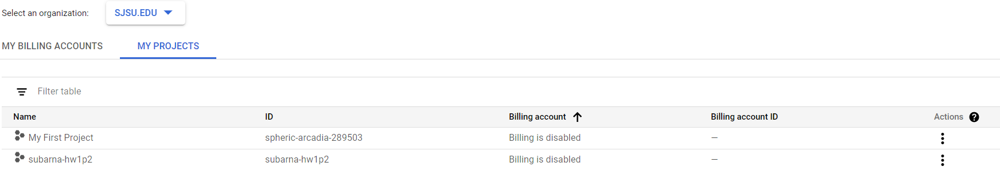 Select an organization: SJSU.EDU
MY BILLING ACCOUNTS MY PROJECTS
Filter table
Name ID Billing account Billing account ID Actions ?
My First Project spheric-arcadia-289503 Billing is disabled —
subarna-hw1p2 subarna-hw1p2 Billing is disabled —